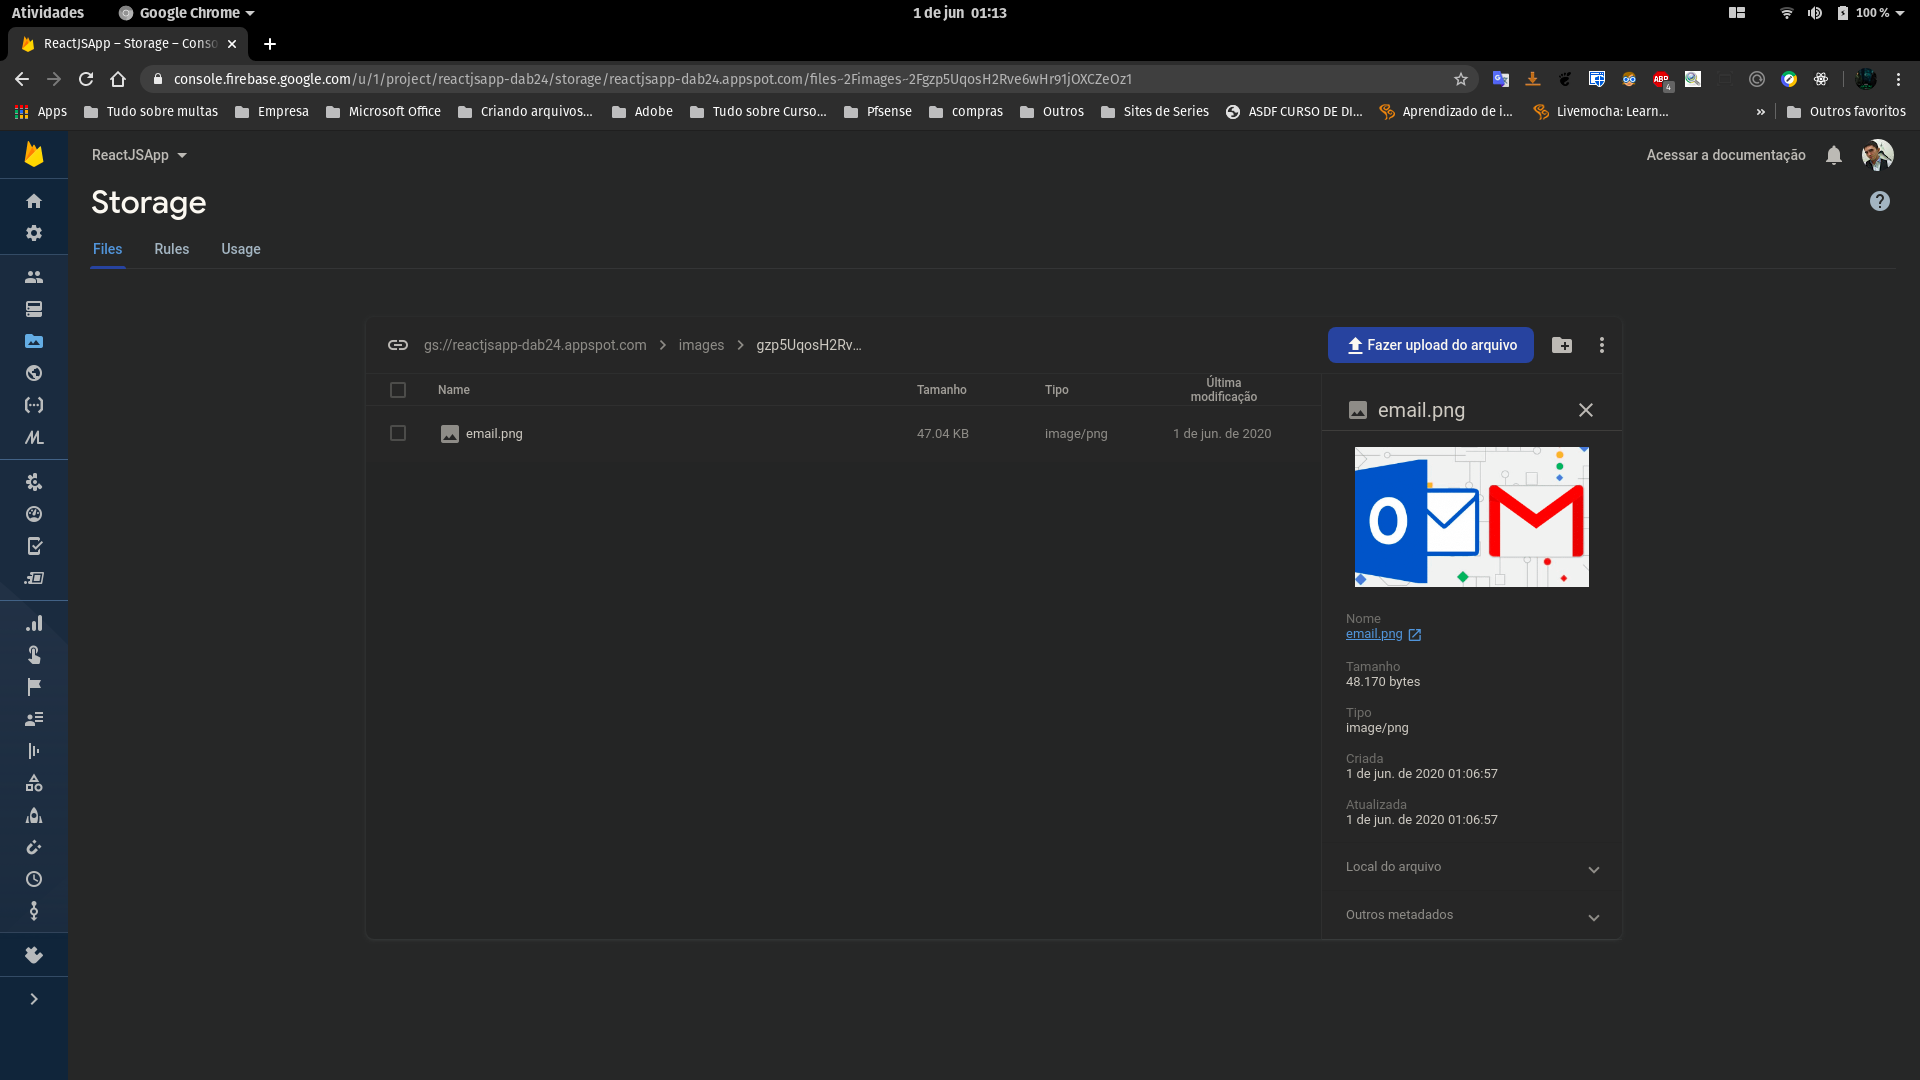 Atividades
Google Chrome
1 de jun 01:13
100 %
ReactJSApp – Storage – Conso
console.firebase.google.com/u/1/project/reactjsapp-dab24/storage/reactjsapp-dab24.appspot.com/files~2Fimages~2Fgzp5UqosH2Rve6wHr91jOXCZeOz1
ABP
4
Apps
Tudo sobre multas
Empresa
Microsoft Office
Criando arquivos...
Adobe
Tudo sobre Curso...
Pfsense
compras
Outros
Sites de Series
ASDF CURSO DE DI...
Aprendizado de i...
Livemocha: Learn...
»
Outros favoritos
ReactJSApp
Acessar a documentação
Storage
Files
Rules
Usage
gs://reactjsapp-dab24.appspot.com
images
gzp5UqosH2Rv...
Fazer upload do arquivo
Name
Tamanho
Tipo
Última
modificação
email.png
47.04 KB
image/png
1 de jun. de 2020
email.png
O
Nome
email.png
Tamanho
48.170 bytes
Tipo
image/png
Criada
1 de jun. de 2020 01:06:57
Atualizada
1 de jun. de 2020 01:06:57
Local do arquivo
Outros metadados